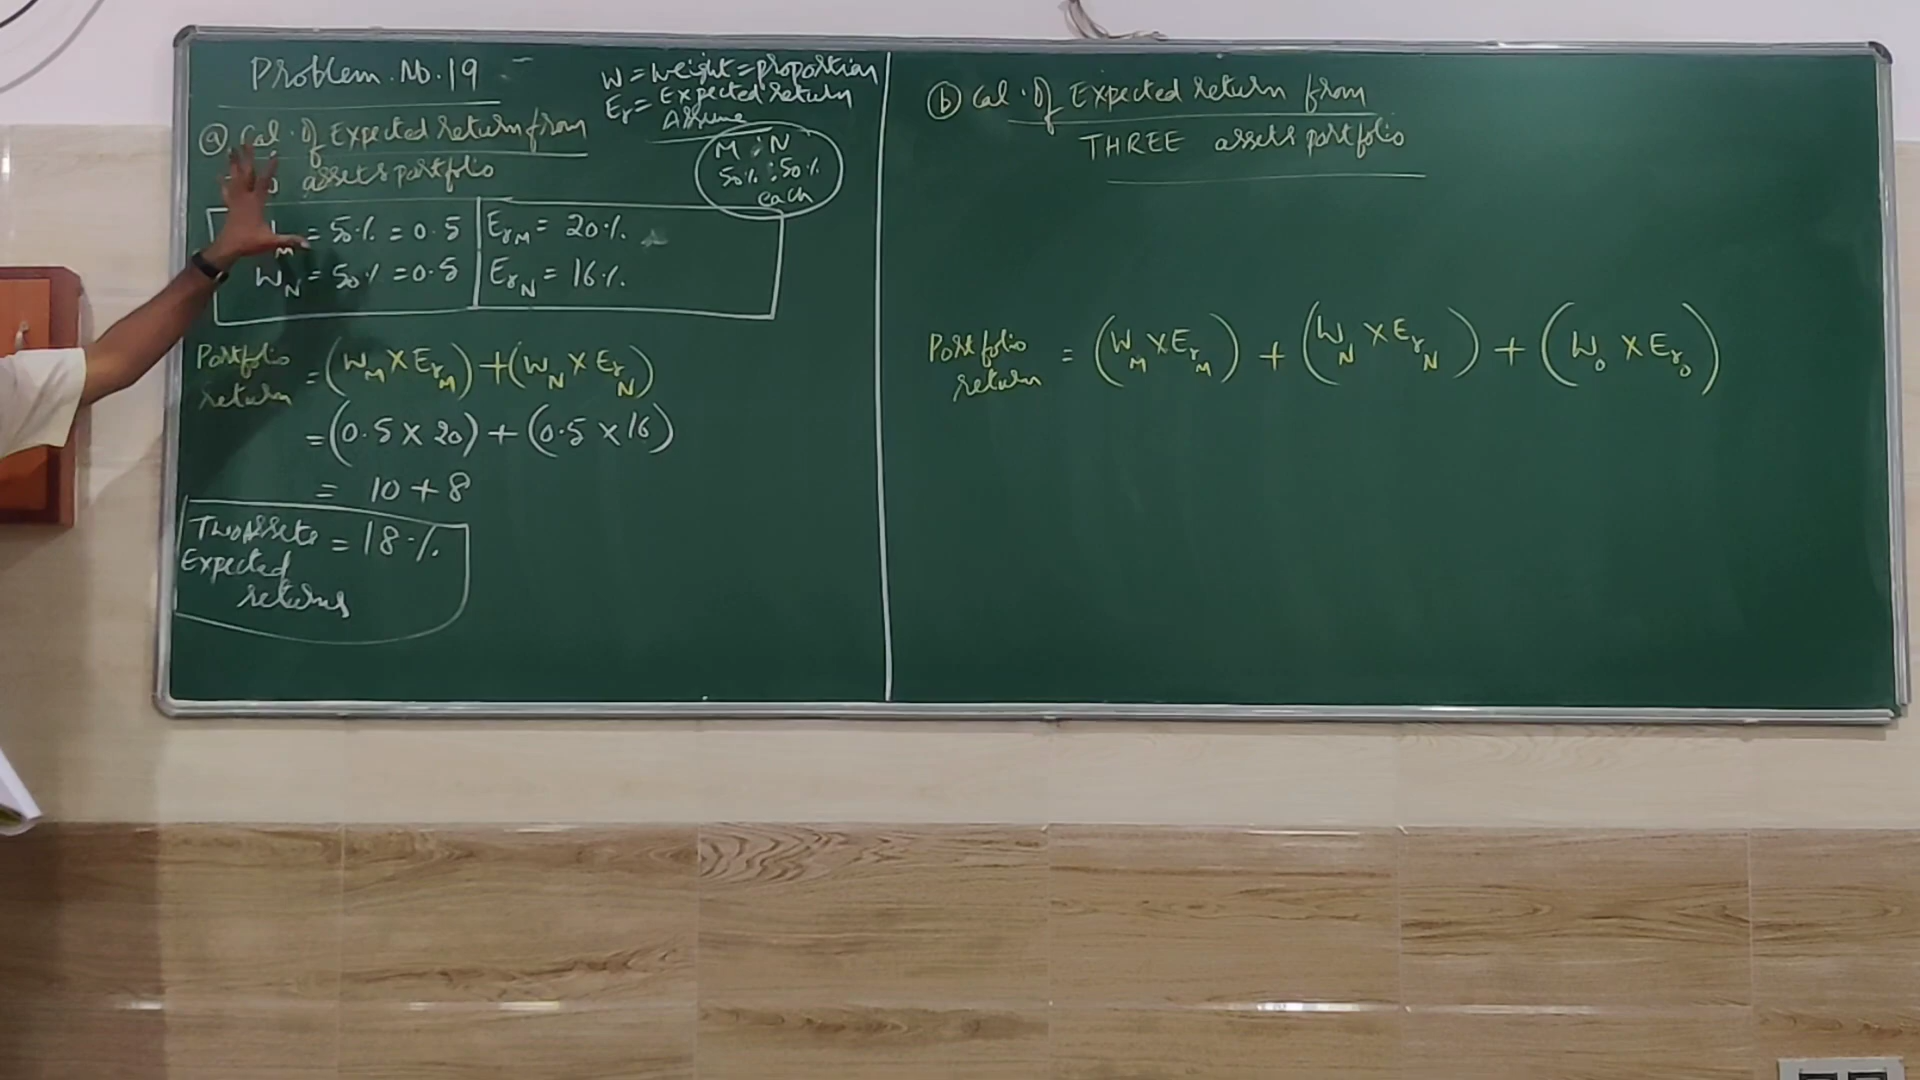 Problem.No.19
W = Weight = proportion
Er = Expected return
Assume
M : N
50% : 50%
each
(a) Cal. Of Expected return from
assets portfolio
M = 50% = 0.5
WN = 50% = 0.5
ErM = 20%.
ErN = 16%.
Portfolio return = (WM X ErM) + (WN X ErN)
= (0.5 X 20) + (0.5 X 16)
= 10 + 8
Two Assets = 18%.
Expected
returns
(b) Cal. Of Expected return from
THREE assets portfolio
Portfolio return = (WM X ErM) + (WN X ErN) + (WO X ErO)